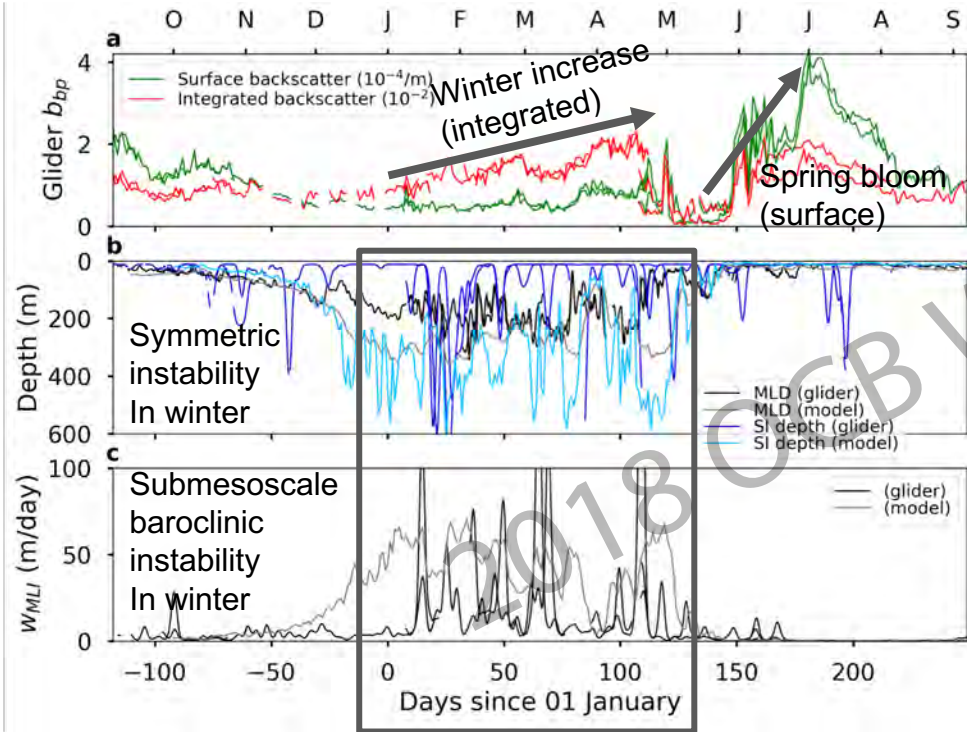 O N D J F M A M J J A S
a
4
2
0
Glider b_bp
Surface backscatter (10⁻⁴/m)
Integrated backscatter (10⁻²)
Winter increase
(integrated)
Spring bloom
(surface)
b
0
200
400
600
Depth (m)
Symmetric
instability
In winter
MLD (glider)
MLD (model)
SI depth (glider)
SI depth (model)
c
100
50
0
w_MLI (m/day)
Submesoscale
baroclinic
instability
In winter
(glider)
(model)
−100 −50 0 50 100 150 200
Days since 01 January
2018 OCB